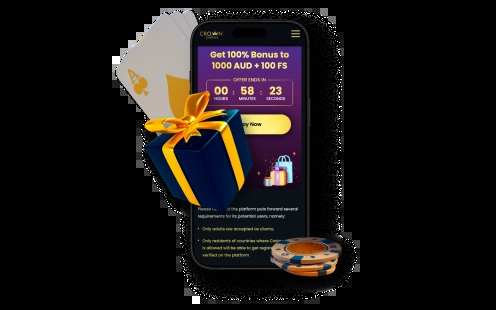 CROWN
Get 100% Bonus to
1000 AUD + 100 FS
OFFER ENDS IN
00 : 58 : 23
HOURS MINUTES SECONDS
Now
the platform puts forward several
requirements for its potential users, namely:
• Only adults are accepted as clients;
• Only residents of countries where
is allowed will be able to get
verified on the platform
A